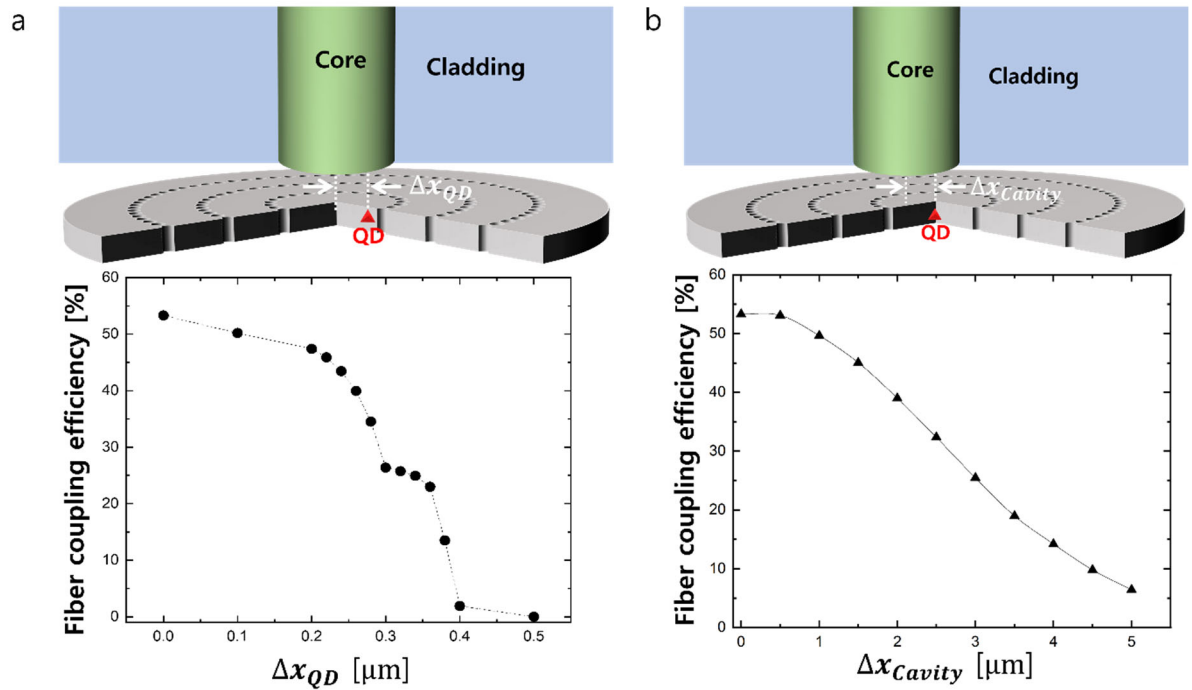 a
Core
Cladding
Δx_QD
QD
Fiber coupling efficiency [%]
60
50
40
30
20
10
0
0.0 0.1 0.2 0.3 0.4 0.5
Δx_QD [μm]
b
Core
Cladding
Δx_Cavity
QD
Fiber coupling efficiency [%]
60
50
40
30
20
10
0
0 1 2 3 4 5
Δx_Cavity [μm]